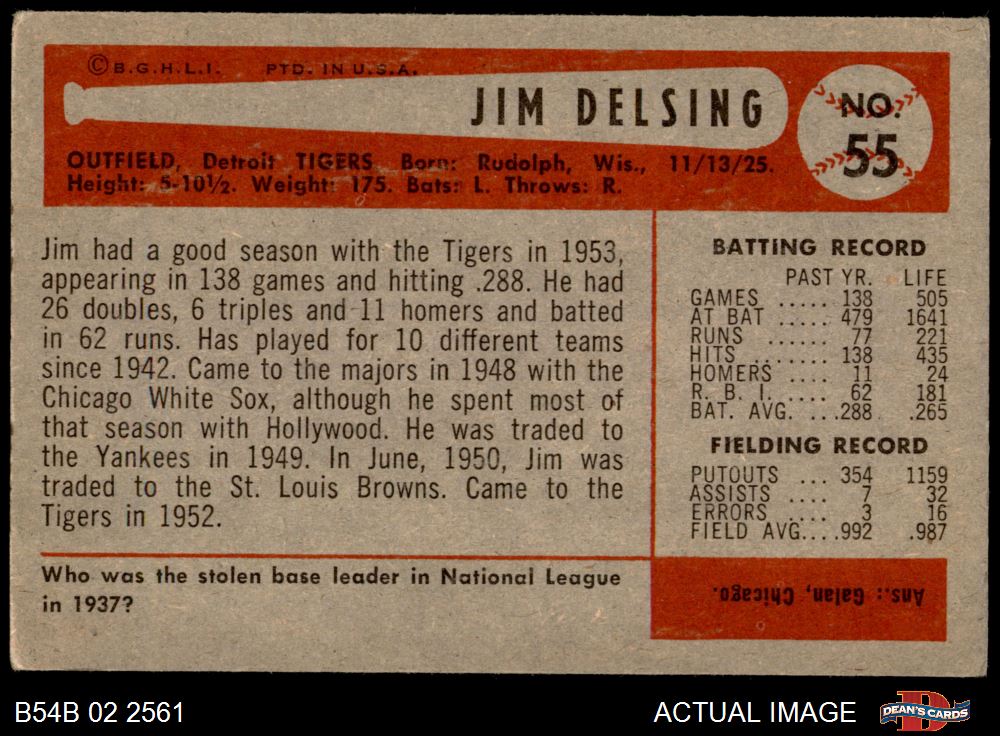 © B.G.H.L.I. PTD. IN U.S.A.
JIM DELSING
NO.
55
OUTFIELD, Detroit TIGERS Born: Rudolph, Wis., 11/13/25.
Height: 5-10½. Weight: 175. Bats: L. Throws: R.
Jim had a good season with the Tigers in 1953,
appearing in 138 games and hitting .288. He had
26 doubles, 6 triples and 11 homers and batted
in 62 runs. Has played for 10 different teams
since 1942. Came to the majors in 1948 with the
Chicago White Sox, although he spent most of
that season with Hollywood. He was traded to
the Yankees in 1949. In June, 1950, Jim was
traded to the St. Louis Browns. Came to the
Tigers in 1952.
BATTING RECORD
PAST YR. LIFE
GAMES ..... 138 505
AT BAT ..... 479 1641
RUNS ..... 77 221
HITS ....... 138 435
HOMERS .... 11 24
R. B. I. .... 62 181
BAT. AVG. ...288 .265
FIELDING RECORD
PUTOUTS ... 354 1159
ASSISTS .... 7 32
ERRORS .... 3 16
FIELD AVG....992 .987
Who was the stolen base leader in National League
in 1937?
Ans.: Galan, Chicago.
B54B 02 2561
ACTUAL IMAGE
D
DEAN'S CARDS